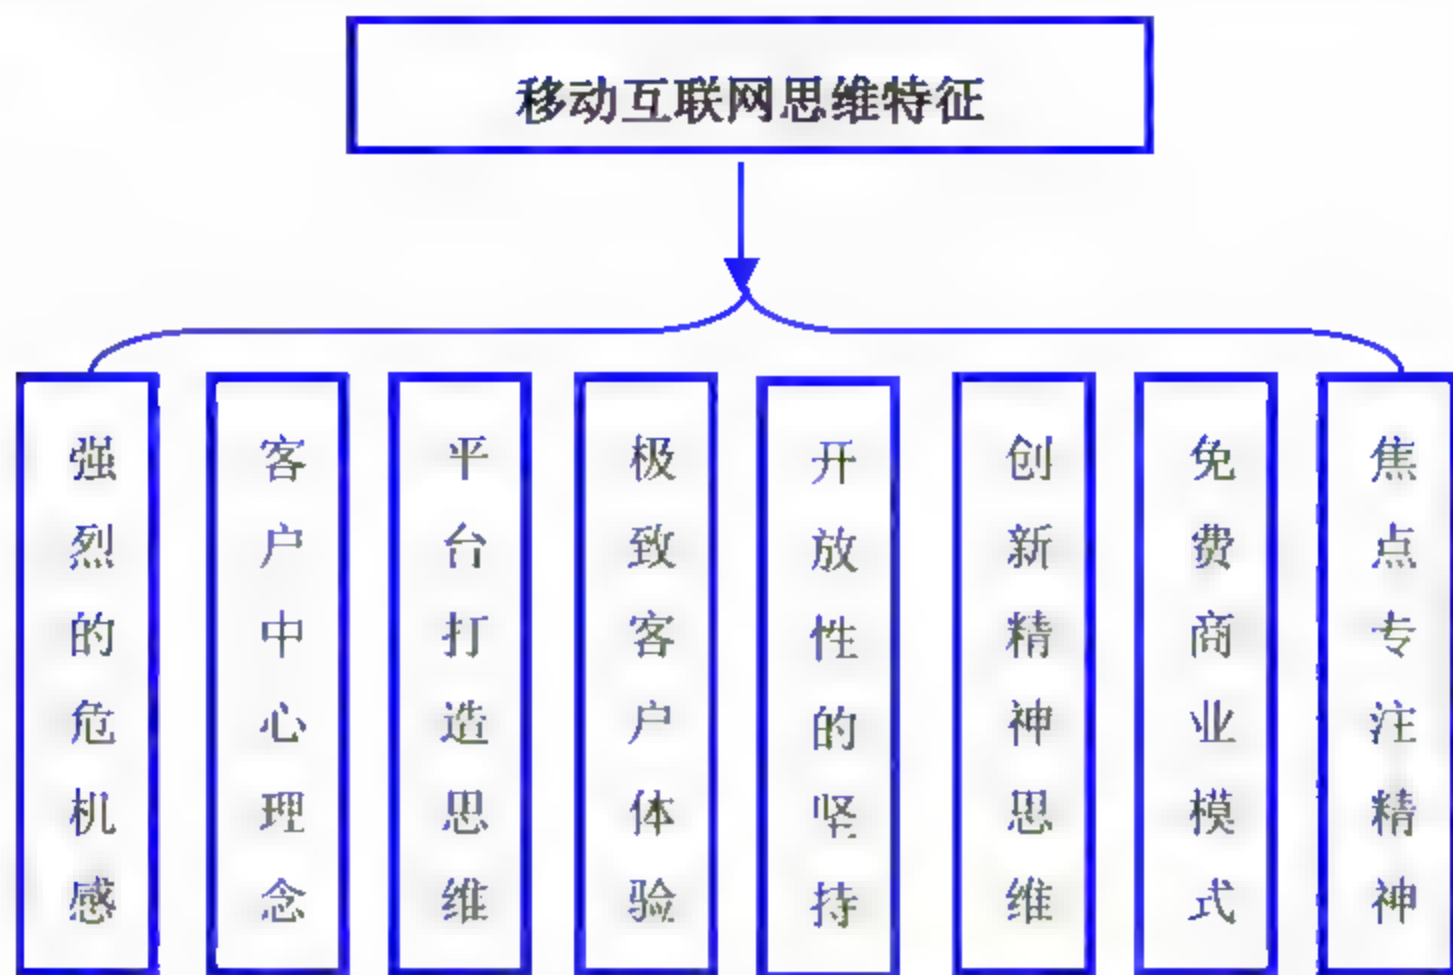 移动互联网思维特征
强烈的危机感
客户中心理念
平台打造思维
极致客户体验
开放性的坚持
创新精神思维
免费商业模式
焦点专注精神